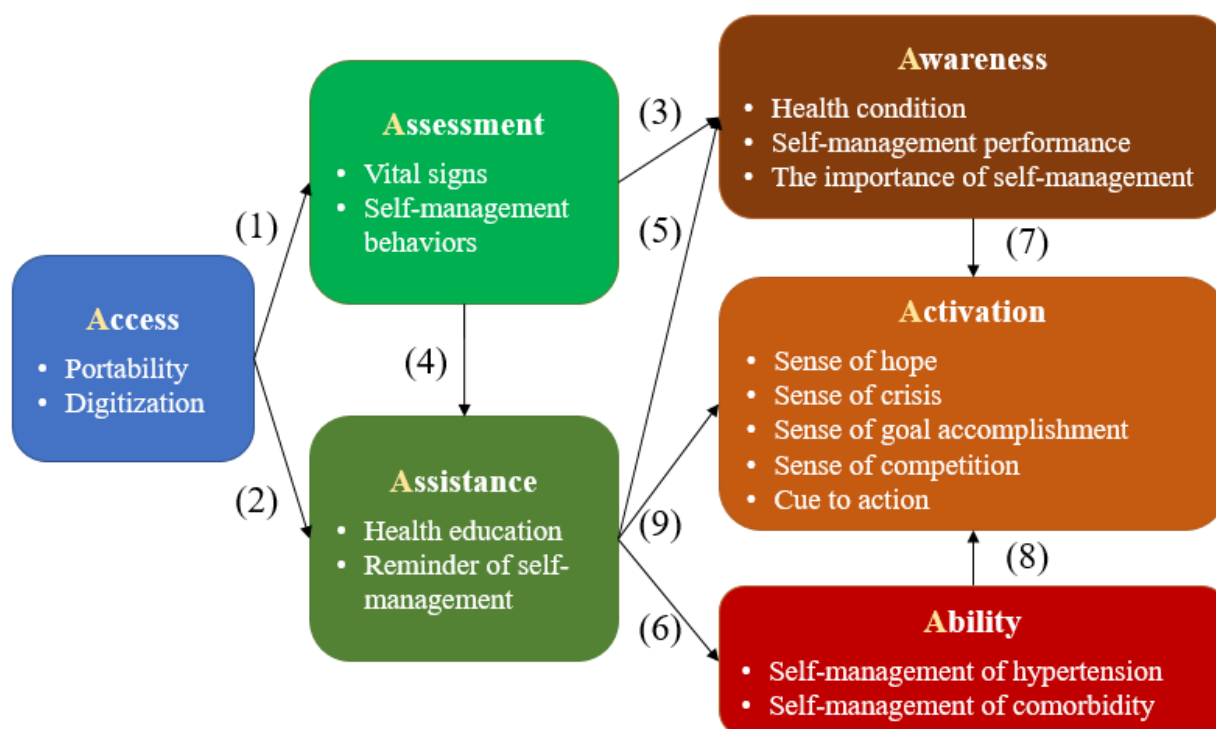 Access
• Portability
• Digitization
(1)
(2)
Assessment
• Vital signs
• Self-management
behaviors
(4)
Assistance
• Health education
• Reminder of self-
management
(3)
(5)
(9)
(6)
Awareness
• Health condition
• Self-management performance
• The importance of self-management
(7)
Activation
• Sense of hope
• Sense of crisis
• Sense of goal accomplishment
• Sense of competition
• Cue to action
(8)
Ability
• Self-management of hypertension
• Self-management of comorbidity